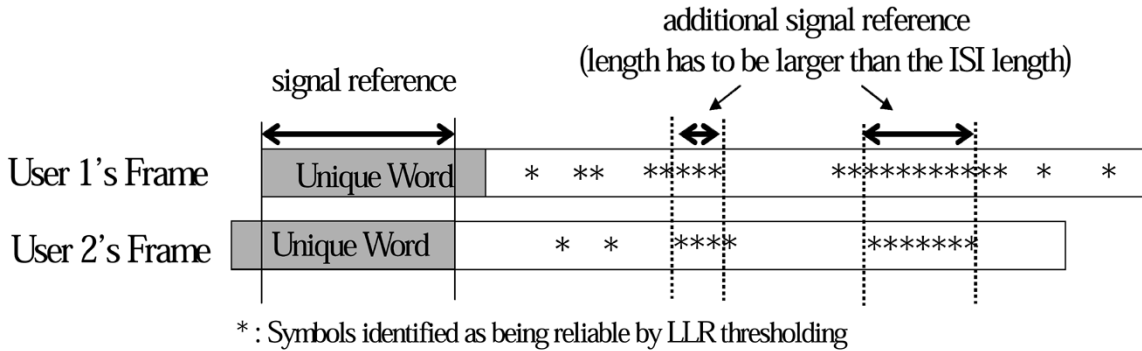 additional signal reference
(length has to be larger than the ISI length)
signal reference
User 1's Frame Unique Word * ** ****** ************** * *
User 2's Frame Unique Word * * ***** *********
* : Symbols identified as being reliable by LLR thresholding